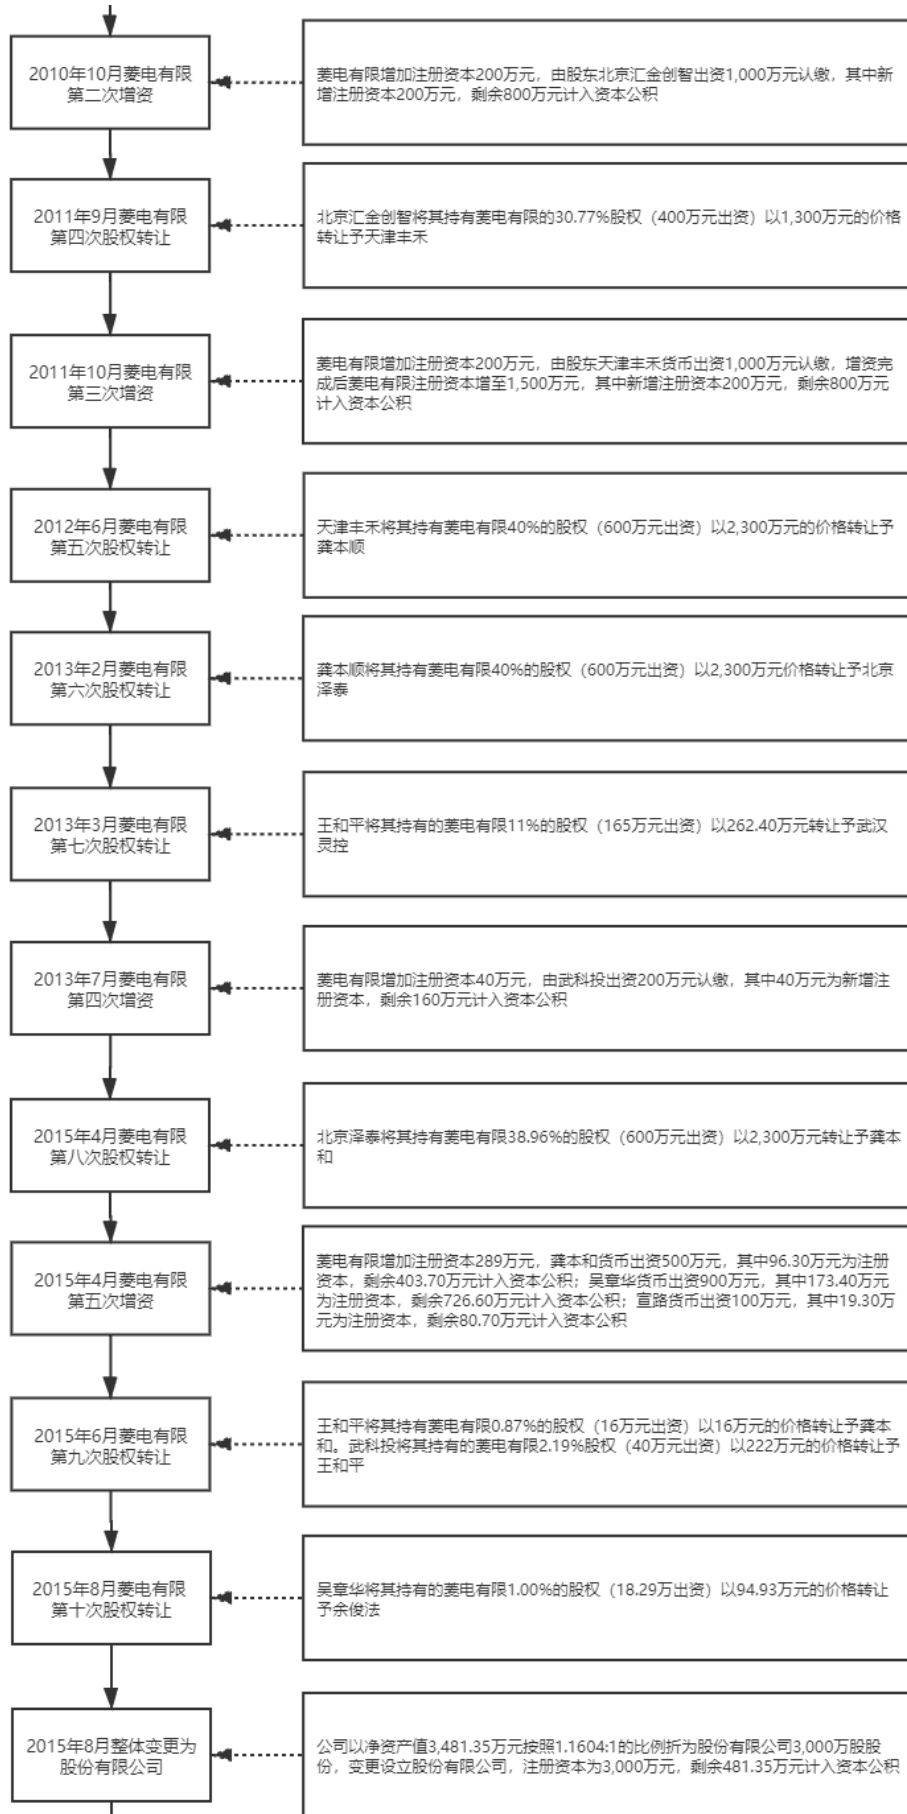 2010年10月菱电有限
第二次增资
菱电有限增加注册资本200万元，由股东北京汇金创智出资1,000万元认缴，其中新
增注册资本200万元，剩余800万元计入资本公积
2011年9月菱电有限
第四次股权转让
北京汇金创智将其持有菱电有限的30.77%股权（400万元出资）以1,300万元的价格
转让予天津丰禾
2011年10月菱电有限
第三次增资
菱电有限增加注册资本200万元，由股东天津丰禾货币出资1,000万元认缴，增资完
成后菱电有限注册资本增至1,500万元，其中新增注册资本200万元，剩余800万元
计入资本公积
2012年6月菱电有限
第五次股权转让
天津丰禾将其持有菱电有限40%的股权（600万元出资）以2,300万元的价格转让予
龚本顺
2013年2月菱电有限
第六次股权转让
龚本顺将其持有菱电有限40%的股权（600万元出资）以2,300万元价格转让予北京
泽泰
2013年3月菱电有限
第七次股权转让
王和平将其持有的菱电有限11%的股权（165万元出资）以262.40万元转让予武汉
灵控
2013年7月菱电有限
第四次增资
菱电有限增加注册资本40万元，由武科投出资200万元认缴，其中40万元为新增注
册资本，剩余160万元计入资本公积
2015年4月菱电有限
第八次股权转让
北京泽泰将其持有菱电有限38.96%的股权（600万元出资）以2,300万元转让予龚本
和
2015年4月菱电有限
第五次增资
菱电有限增加注册资本289万元，龚本和货币出资500万元，其中96.30万元为注册
资本，剩余403.70万元计入资本公积；吴章华货币出资900万元，其中173.40万元
为注册资本，剩余726.60万元计入资本公积；宣路货币出资100万元，其中19.30万
元为注册资本，剩余80.70万元计入资本公积
2015年6月菱电有限
第九次股权转让
王和平将其持有菱电有限0.87%的股权（16万元出资）以16万元的价格转让予龚本
和。武科投将其持有的菱电有限2.19%股权（40万元出资）以222万元的价格转让予
王和平
2015年8月菱电有限
第十次股权转让
吴章华将其持有的菱电有限1.00%的股权（18.29万出资）以94.93万元的价格转让
予余俊法
2015年8月整体变更为
股份有限公司
公司以净资产值3,481.35万元按照1.1604:1的比例折为股份有限公司3,000万股股
份，变更设立股份有限公司，注册资本为3,000万元，剩余481.35万元计入资本公积